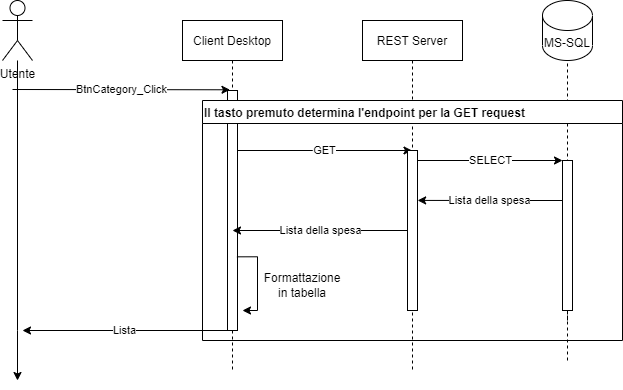 Client Desktop
REST Server
MS-SQL
Utente
BtnCategory_Click
Il tasto premuto determina l'endpoint per la GET request
GET
SELECT
Lista della spesa
Lista della spesa
Formattazione
in tabella
Lista